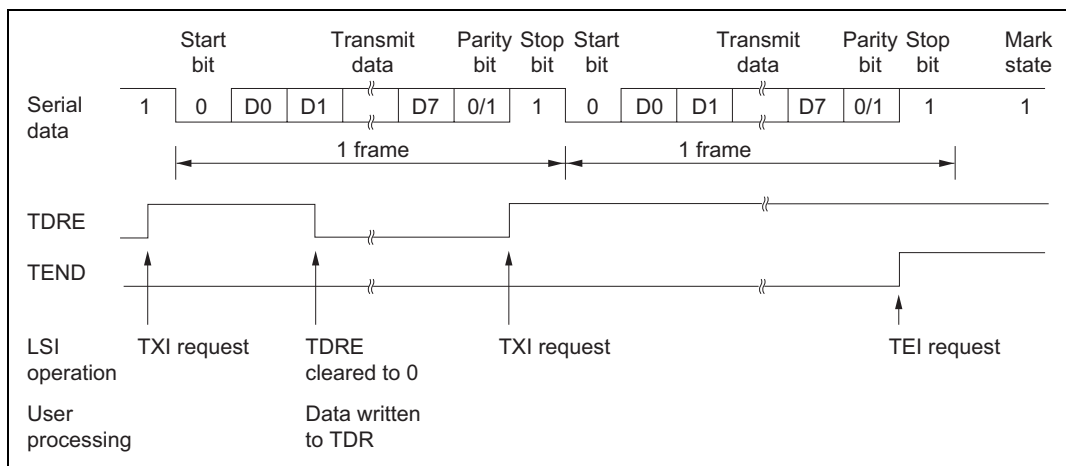 Start bit
Transmit data
Parity bit
Stop bit
Start bit
Transmit data
Parity bit
Stop bit
Mark state
Serial data
1 0 D0 D1 D7 0/1 1 0 D0 D1 D7 0/1 1 1
1 frame 1 frame
TDRE
TEND
LSI operation
TXI request
TDRE cleared to 0
TXI request
TEI request
User processing
Data written to TDR